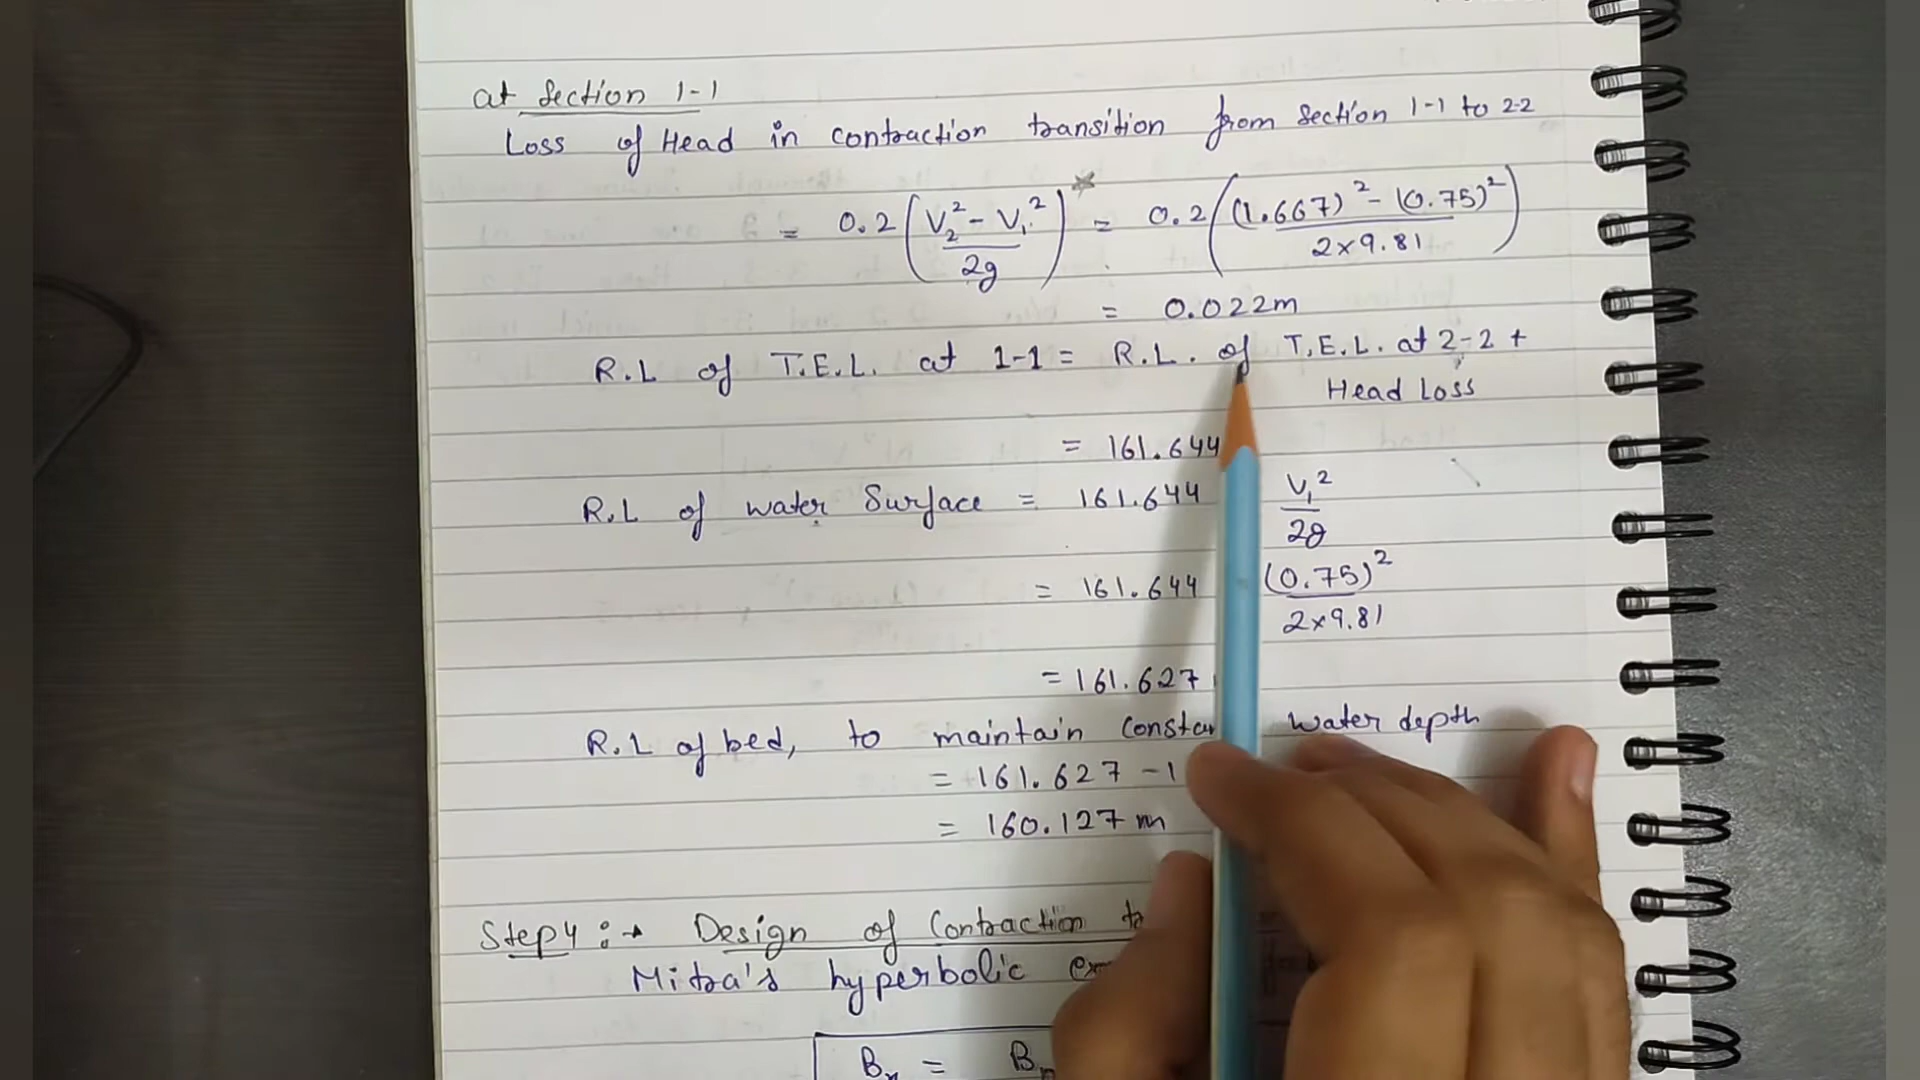 at Section 1-1
Loss of Head in contraction transition from Section 1-1 to 2-2
= 0.2 (V₂² - V₁² / 2g) = 0.2 ((1.667)² - (0.75)² / 2×9.81)
= 0.022m
R.L of T.E.L. at 1-1 = R.L. of T.E.L. at 2-2 +
Head Loss
= 161.644
R.L of water Surface = 161.644 V₁² / 2g
= 161.644 (0.75)² / 2×9.81
= 161.627
R.L of bed, to maintain water depth
= 161.627 - 1
= 160.127 m
Step 4 :→ Design of Contraction
Mitra's hyperbolic
Bₙ =